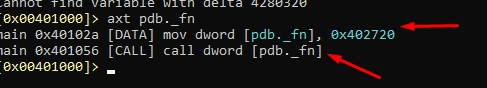 Cannot find variable with delta 4280320
[0x00401000]> axt pdb._fn
main 0x40102a [DATA] mov dword [pdb._fn], 0x402720
main 0x401056 [CALL] call dword [pdb._fn]
[0x00401000]>